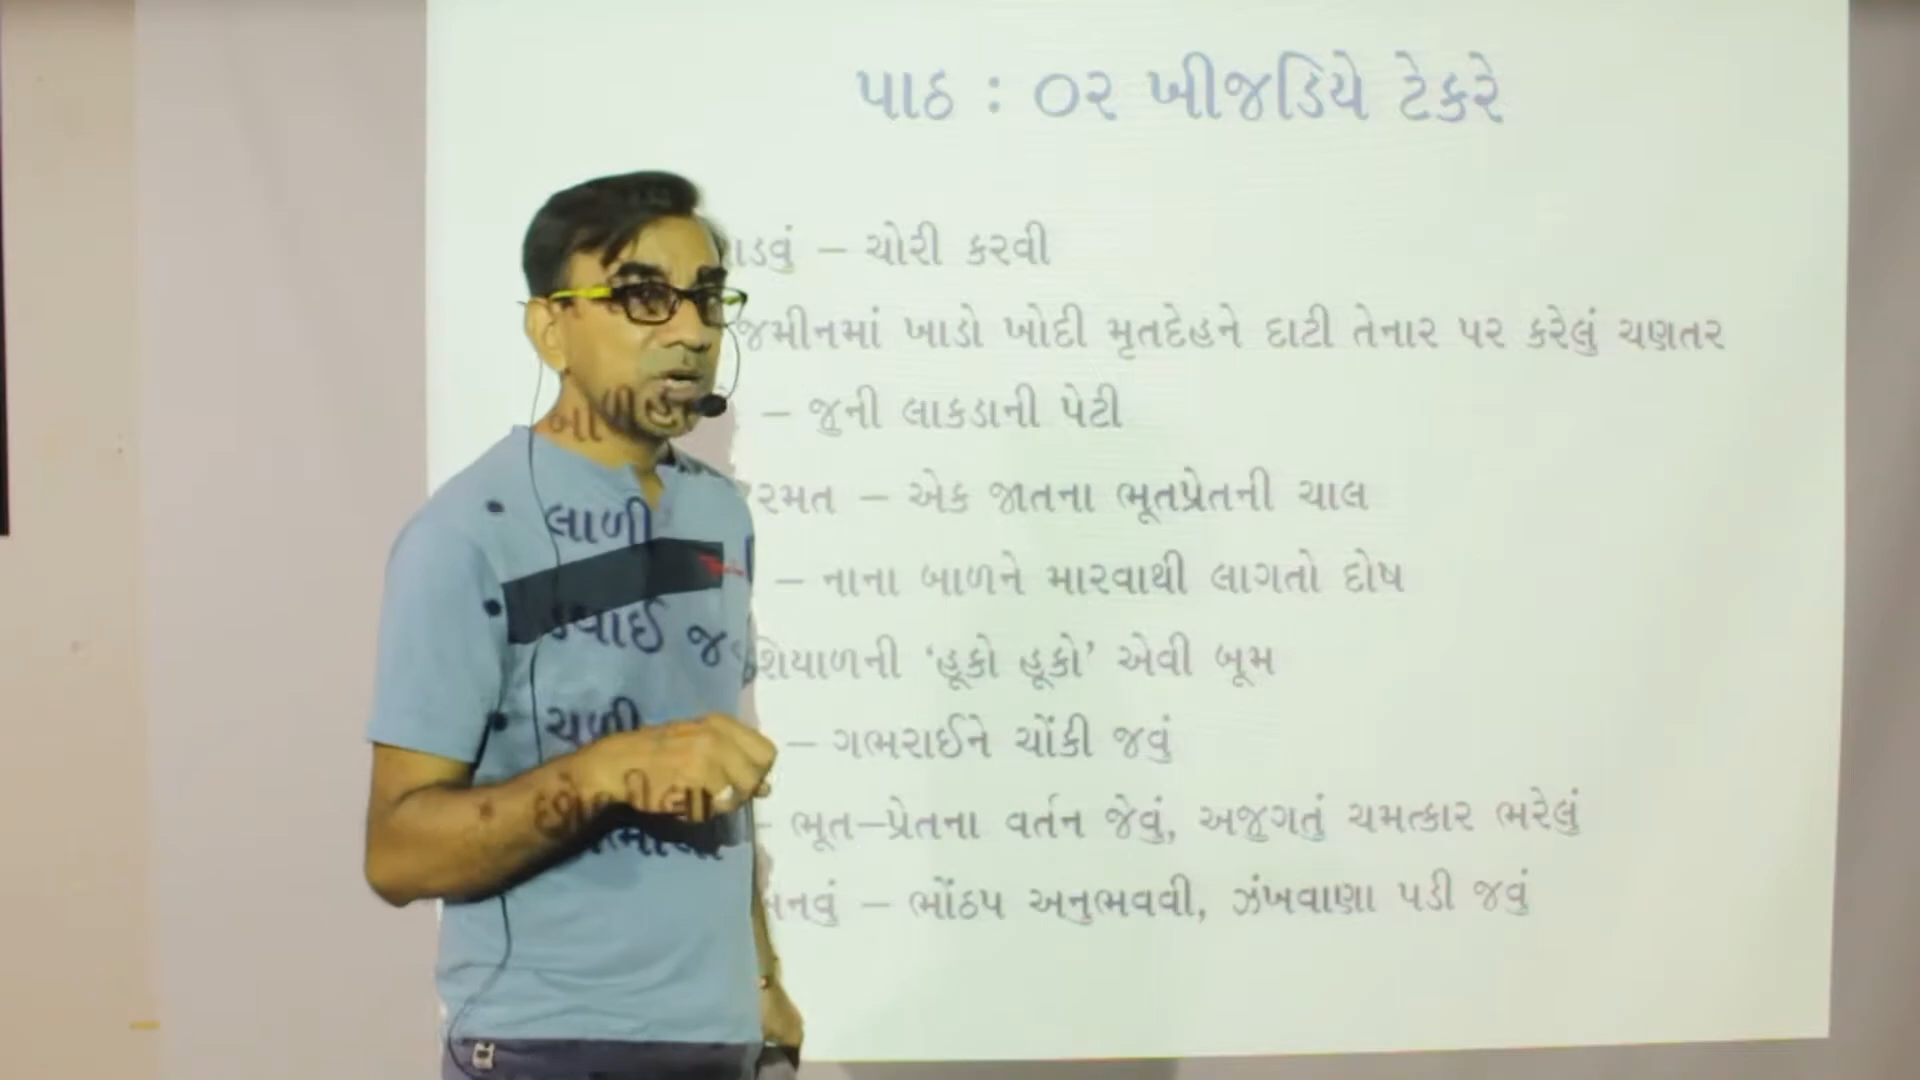 પાઠ : ૦૨ ખીજડિયે ટેકરે
– ચોરી કરવી
જમીનમાં ખાડો ખોદી મૃતદેહને દાટી તેનાર પર કરેલું ચણતર
– જુની લાકડાની પેટી
રમત – એક જાતના ભૂતપ્રેતની ચાલ
– નાના બાળને મારવાથી લાગતો દોષ
લાળી શિયાળની ‘હૂકો હૂકો’ એવી બૂમ
– ગભરાઈને ચોંકી જવું
– ભૂત–પ્રેતના વર્તન જેવું, અજુગતું ચમત્કાર ભરેલું
– ભોંઠપ અનુભવવી, ઝંખવાણા પડી જવું